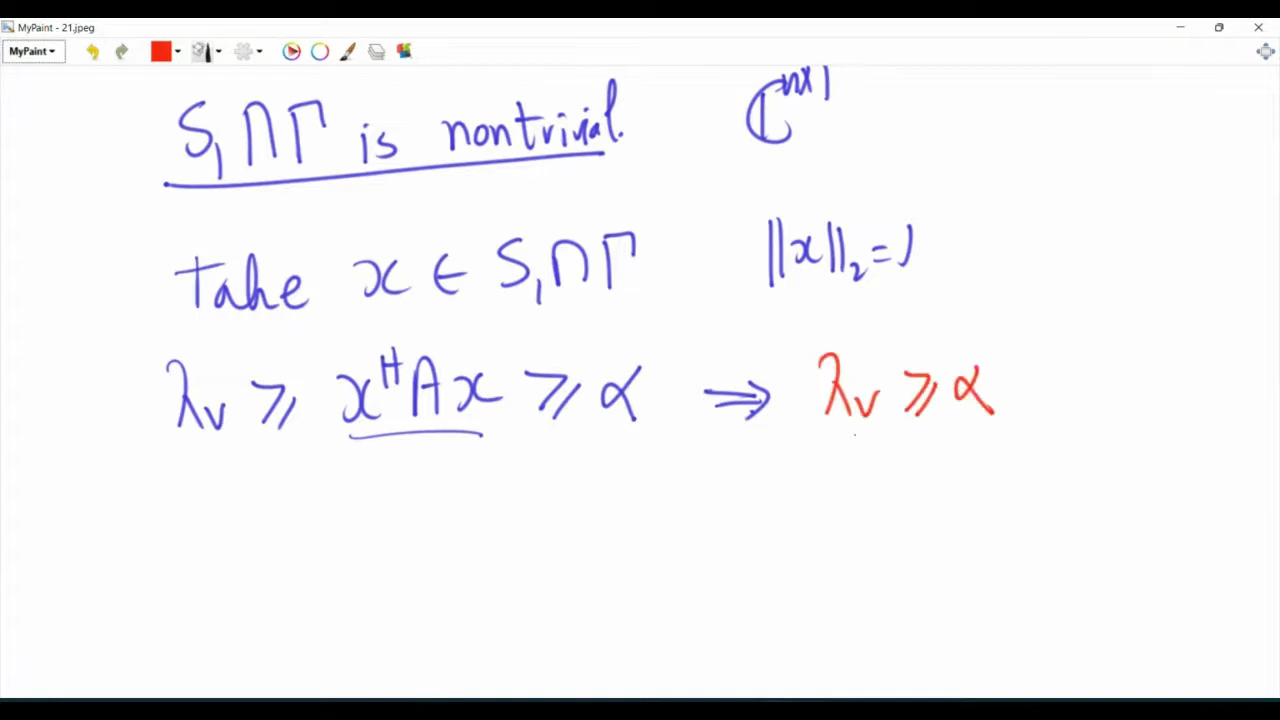 MyPaint - 21.jpeg
MyPaint
S₁∩Γ is nontrivial.
ℂⁿˣ¹
Take x ∈ S₁∩Γ ‖x‖₂ = 1
λᵥ ⩾ xᴴAx ⩾ α ⇒ λᵥ ⩾ α